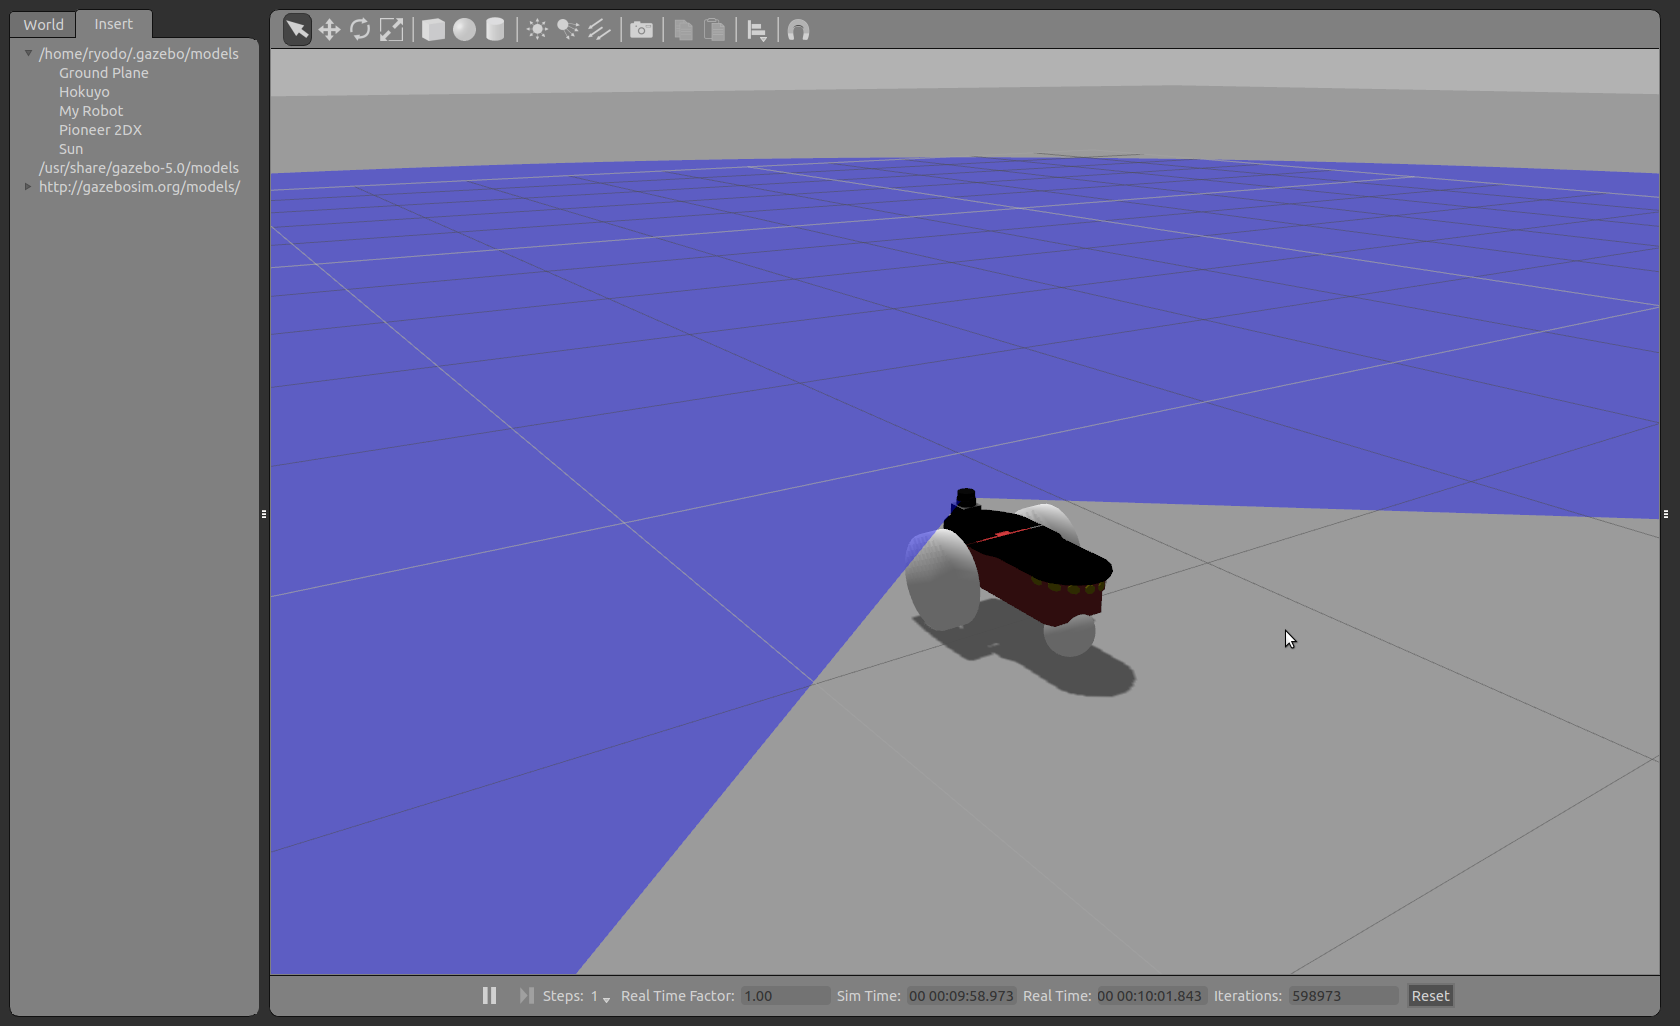 World
Insert
/home/ryodo/.gazebo/models
Ground Plane
Hokuyo
My Robot
Pioneer 2DX
Sun
/usr/share/gazebo-5.0/models
http://gazebosim.org/models/
Steps: 1 Real Time Factor: 1.00 Sim Time: 00 00:09:58.973 Real Time: 00 00:10:01.843 Iterations: 598973 Reset